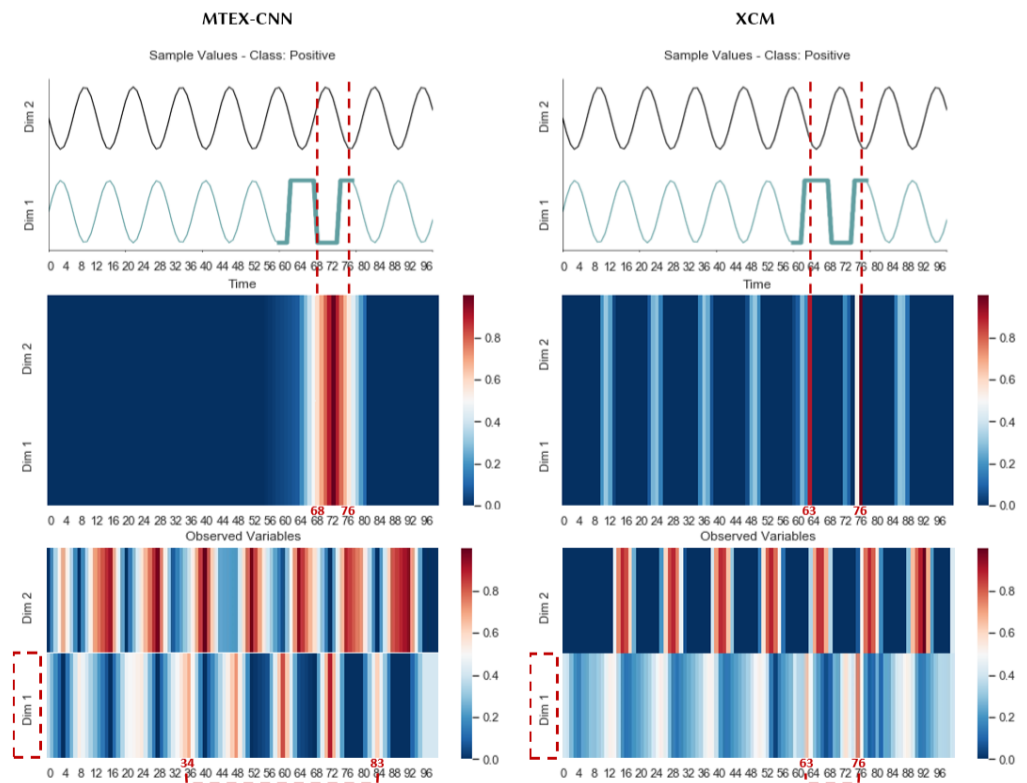 MTEX-CNN
Sample Values - Class: Positive
Dim 2
Dim 1
0 4 8 12 16 20 24 28 32 36 40 44 48 52 56 60 64 68 72 76 80 84 88 92 96
Time
Dim 2
Dim 1
0.8
0.6
0.4
0.2
0.0
68 76
0 4 8 12 16 20 24 28 32 36 40 44 48 52 56 60 64 68 72 76 80 84 88 92 96
Observed Variables
Dim 2
Dim 1
0.8
0.6
0.4
0.2
0.0
34 83
0 4 8 12 16 20 24 28 32 36 40 44 48 52 56 60 64 68 72 76 80 84 88 92 96
XCM
Sample Values - Class: Positive
Dim 2
Dim 1
0 4 8 12 16 20 24 28 32 36 40 44 48 52 56 60 64 68 72 76 80 84 88 92 96
Time
Dim 2
Dim 1
0.8
0.6
0.4
0.2
0.0
63 76
0 4 8 12 16 20 24 28 32 36 40 44 48 52 56 60 64 68 72 76 80 84 88 92 96
Observed Variables
Dim 2
Dim 1
0.8
0.6
0.4
0.2
0.0
63 76
0 4 8 12 16 20 24 28 32 36 40 44 48 52 56 60 64 68 72 76 80 84 88 92 96